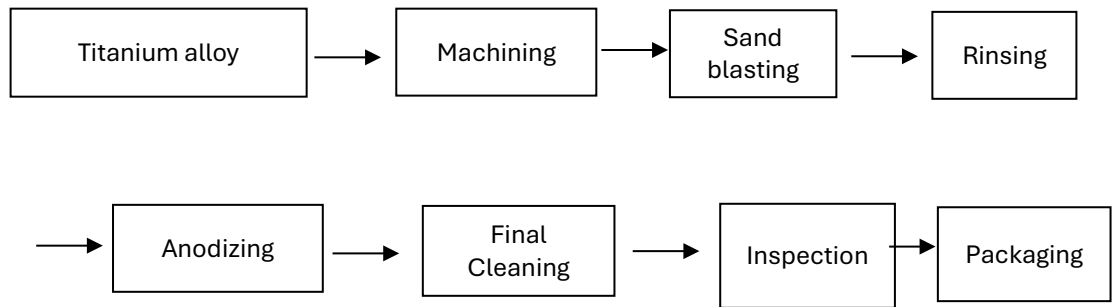 Titanium alloy
Machining
Sand
blasting
Rinsing
Anodizing
Final
Cleaning
Inspection
Packaging